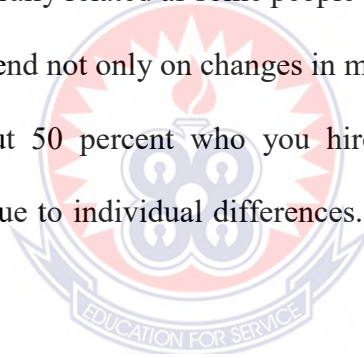 ally related as some people
end not only on changes in m
ut 50 percent who you hir
ue to individual differences.
EDUCATION FOR SERVICE